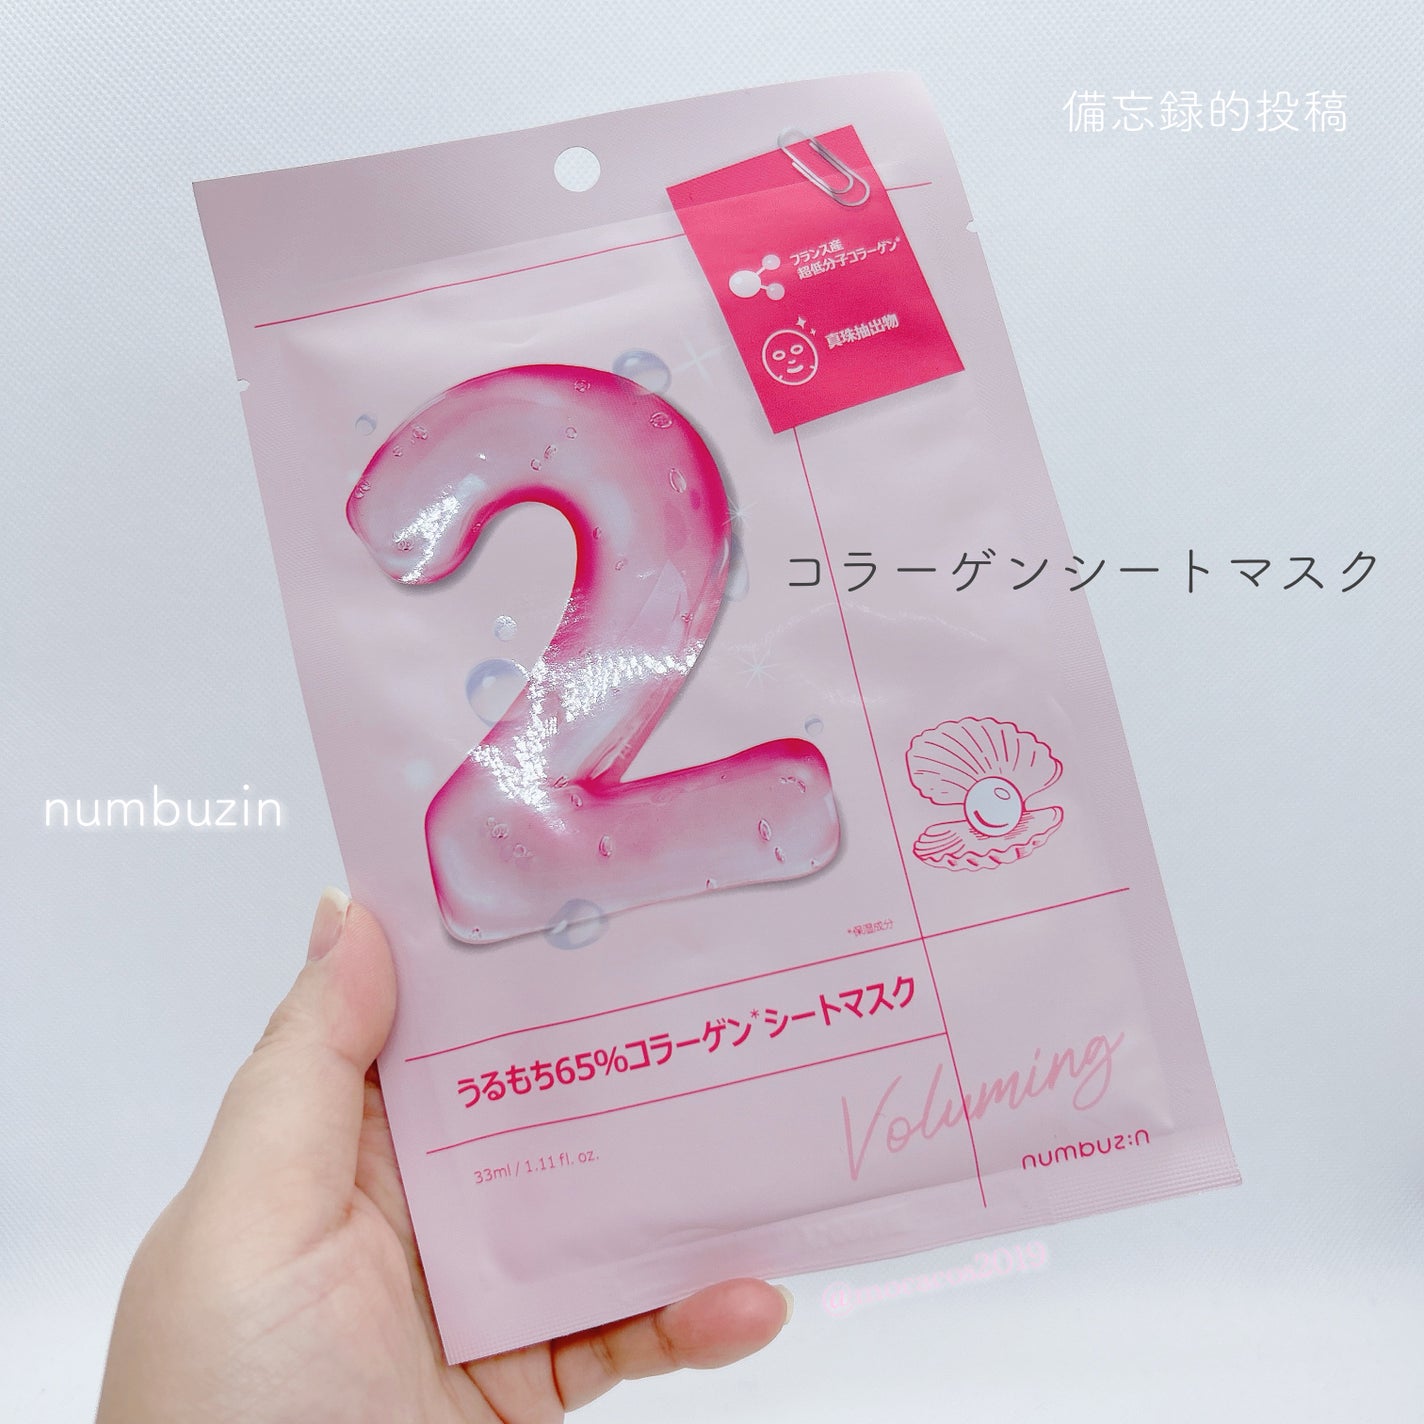 備忘録的投稿
フランス産
超低分子コラーゲン*
真珠抽出物
2
コラーゲンシートマスク
numbuzin
*保湿成分
うるもち65%コラーゲン*シートマスク
33ml / 1.11 fl. oz.
Voluming
numbuz:n